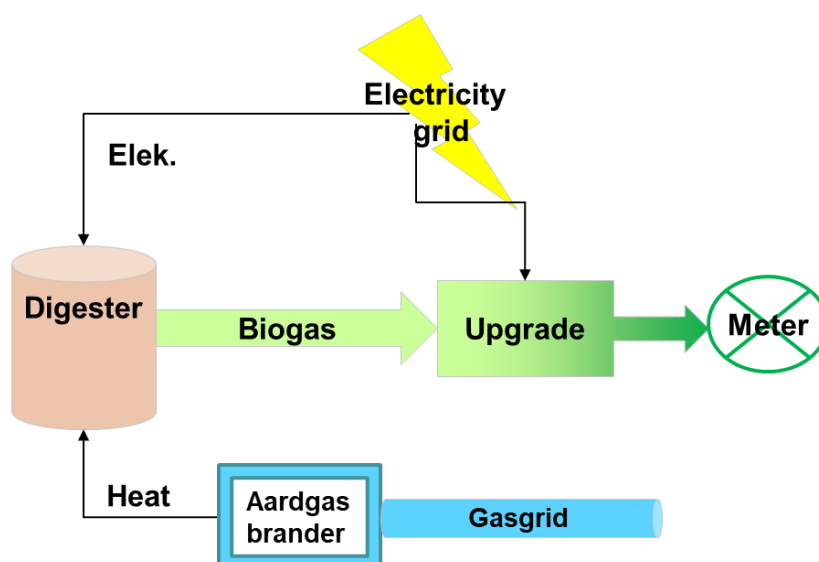 Electricity
grid
Elek.
Digester
Biogas
Upgrade
Meter
Heat
Aardgas
brander
Gasgrid